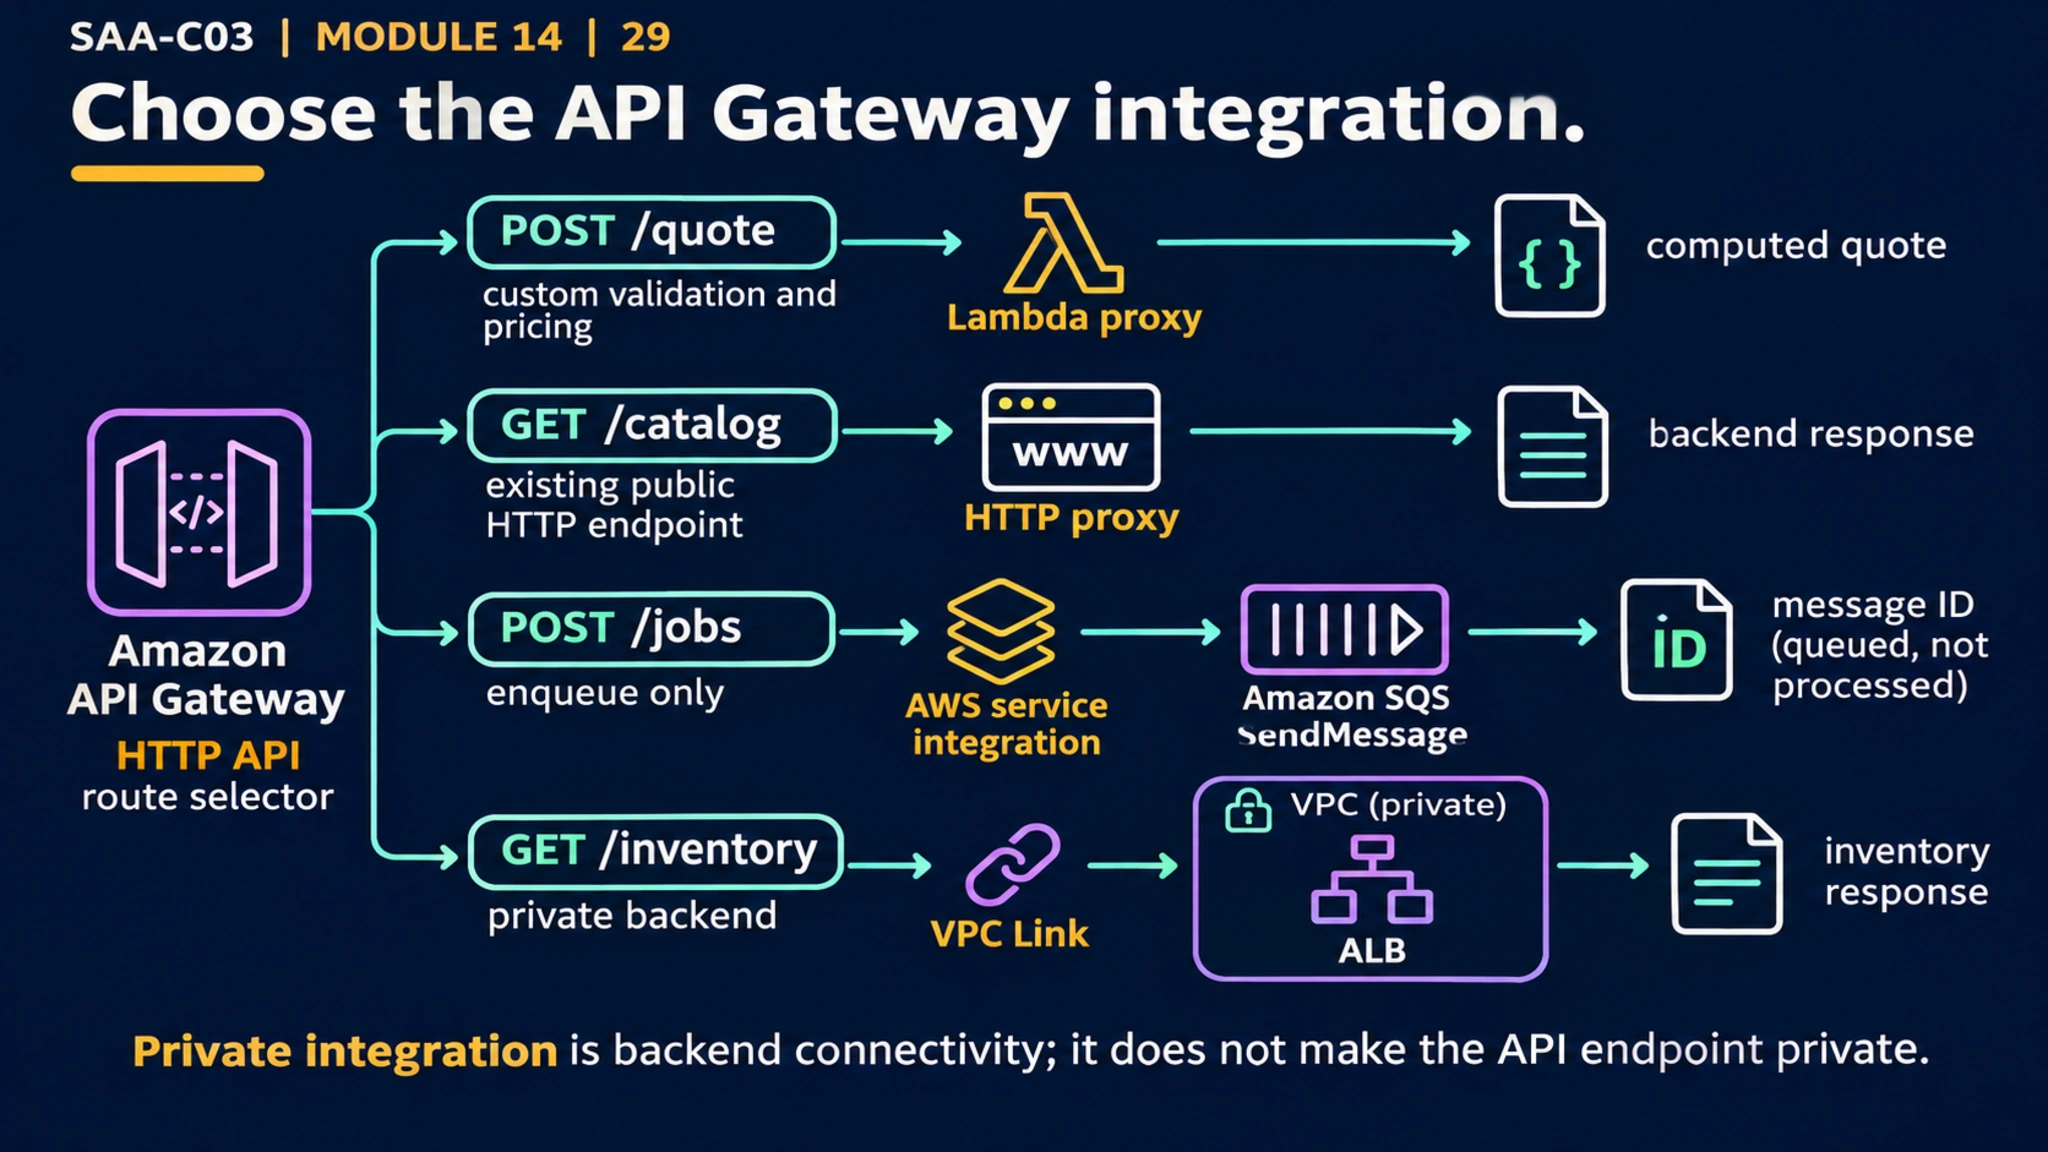 SAA-C03 | MODULE 14 | 29
Choose the API Gateway integration.
POST /quote
custom validation and
pricing
Lambda proxy
{ }
computed quote
GET /catalog
existing public
HTTP endpoint
www
HTTP proxy
backend response
</>
Amazon
API Gateway
HTTP API
route selector
POST /jobs
enqueue only
AWS service
integration
Amazon SQS
SendMessage
ID
message ID
(queued, not
processed)
GET /inventory
private backend
VPC Link
VPC (private)
ALB
inventory
response
Private integration is backend connectivity; it does not make the API endpoint private.